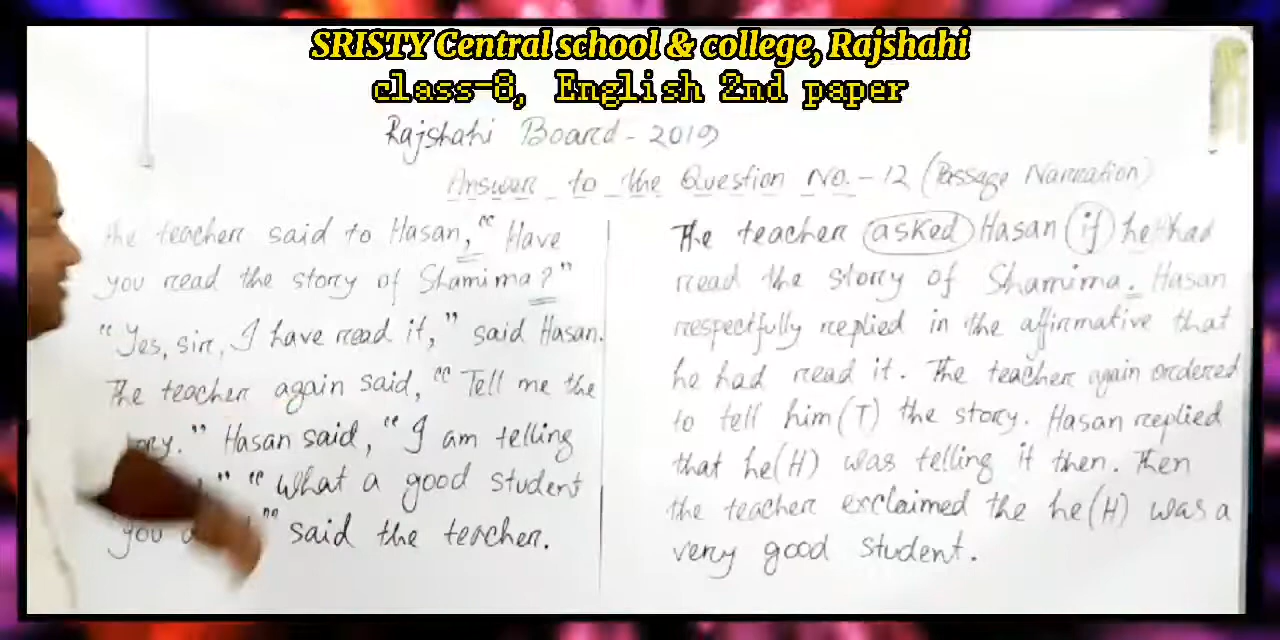 SRISTY Central school & college, Rajshahi
class-8, English 2nd paper
Rajshahi Board - 2019
Answer to the Question No. - 12 (Passage Narration)
The teacher said to Hasan, "Have
you read the story of Shamima?"
"Yes, sir, I have read it," said Hasan.
The teacher again said, "Tell me the
" Hasan said, "I am telling
" "What a good student
you " said the teacher.
The teacher asked Hasan if he had
read the story of Shamima. Hasan
respectfully replied in the affirmative that
he had read it. The teacher again ordered
to tell him (T) the story. Hasan replied
that he (H) was telling it then. Then
the teacher exclaimed the he (H) was a
very good student.